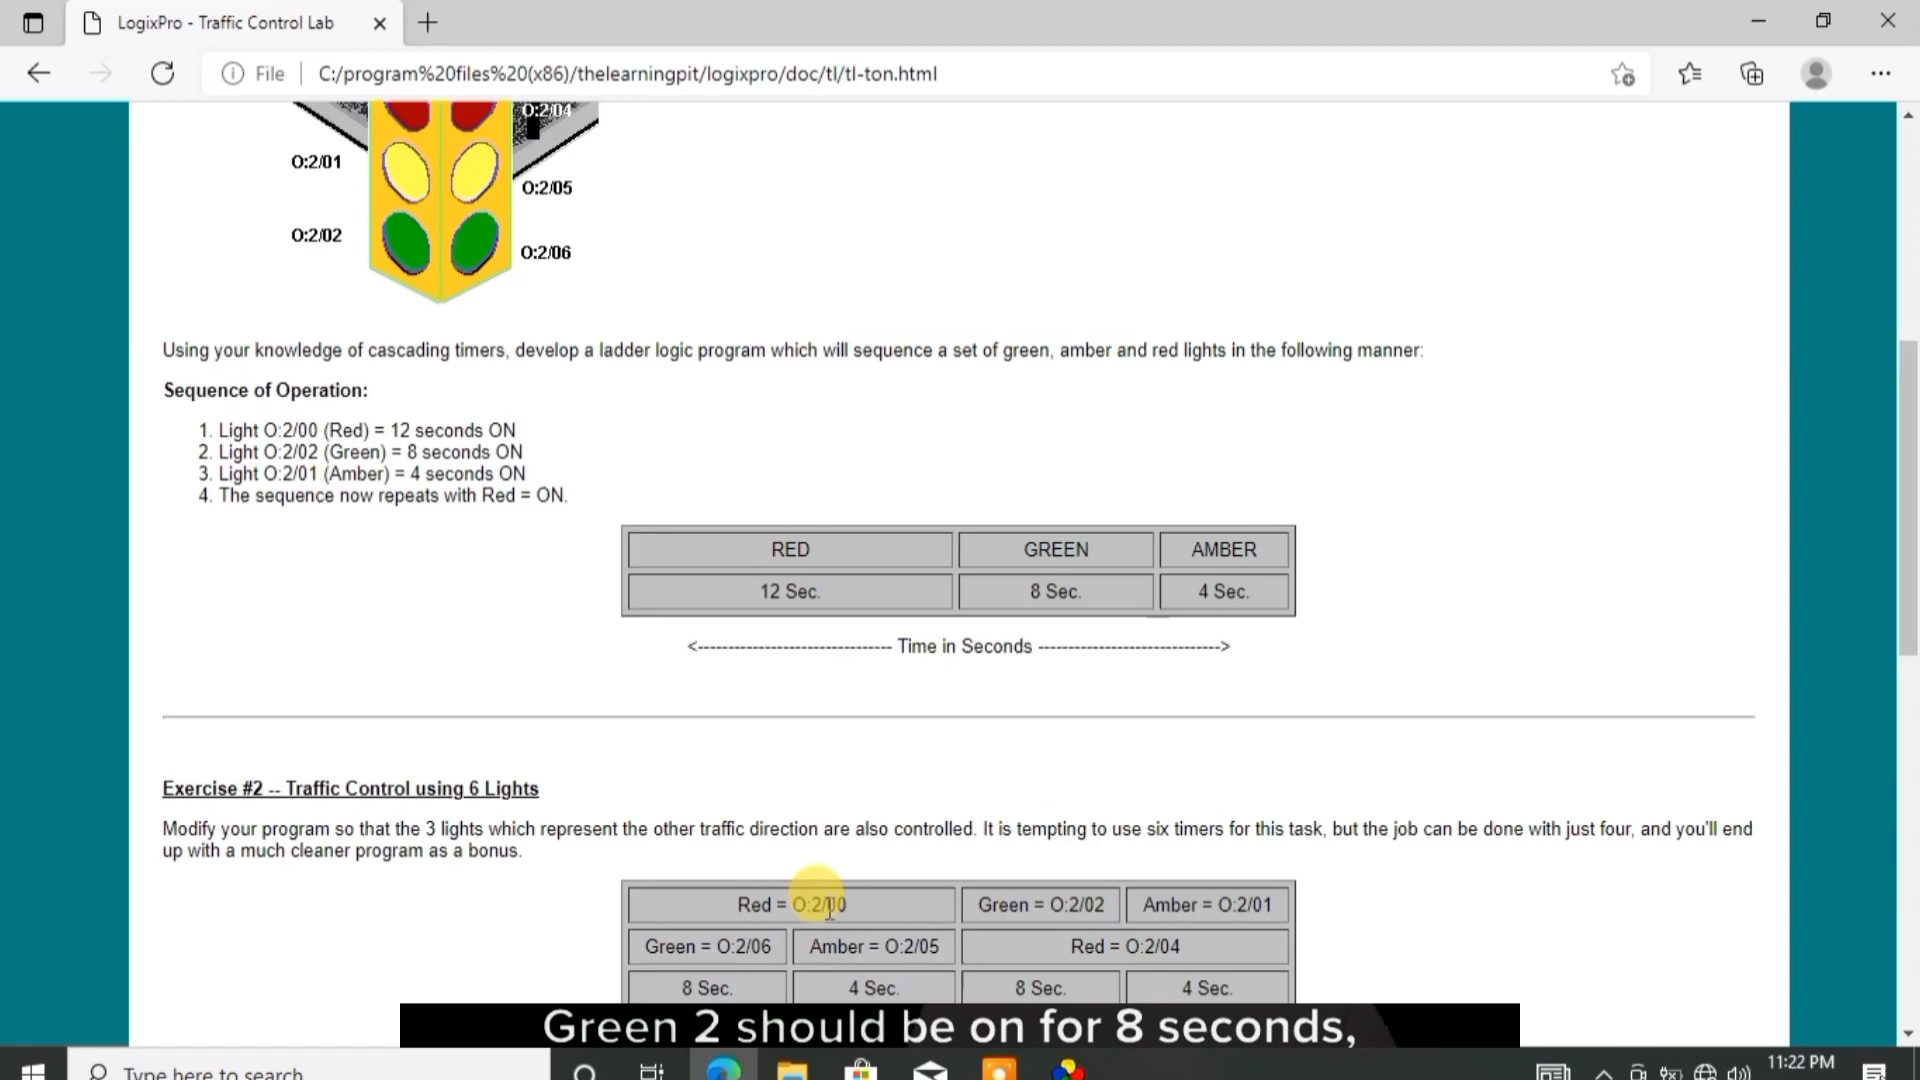 LogixPro - Traffic Control Lab
File
C:/program%20files%20(x86)/thelearningpit/logixpro/doc/tl/tl-ton.html
O:2/04
O:2/01
O:2/05
O:2/02
O:2/06
Using your knowledge of cascading timers, develop a ladder logic program which will sequence a set of green, amber and red lights in the following manner:
Sequence of Operation:
1. Light O:2/00 (Red) = 12 seconds ON
2. Light O:2/02 (Green) = 8 seconds ON
3. Light O:2/01 (Amber) = 4 seconds ON
4. The sequence now repeats with Red = ON.
RED GREEN AMBER
12 Sec. 8 Sec. 4 Sec.
<-------------------------------- Time in Seconds ------------------------------>
Exercise #2 -- Traffic Control using 6 Lights
Modify your program so that the 3 lights which represent the other traffic direction are also controlled. It is tempting to use six timers for this task, but the job can be done with just four, and you'll end
up with a much cleaner program as a bonus.
Red = O:2/00 Green = O:2/02 Amber = O:2/01
Green = O:2/06 Amber = O:2/05 Red = O:2/04
8 Sec. 4 Sec. 8 Sec. 4 Sec.
Green 2 should be on for 8 seconds,
Type here to search
11:22 PM